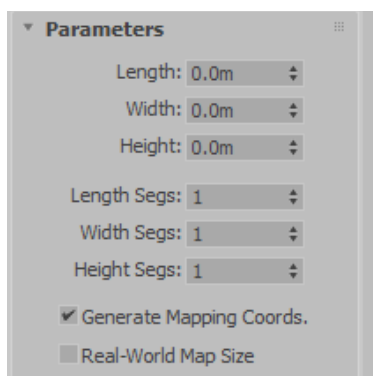 Parameters
Length: 0.0m
Width: 0.0m
Height: 0.0m
Length Segs: 1
Width Segs: 1
Height Segs: 1
Generate Mapping Coords.
Real-World Map Size